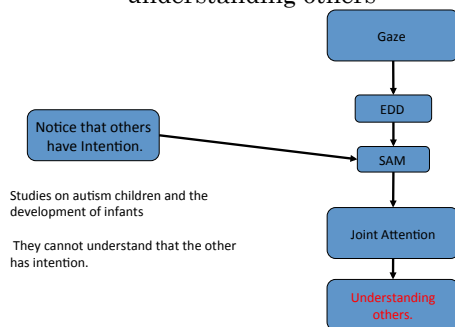 understanding others
Gaze
EDD
Notice that others
have Intention.
SAM
Studies on autism children and the
development of infants
They cannot understand that the other
has intention.
Joint Attention
Understanding
others.